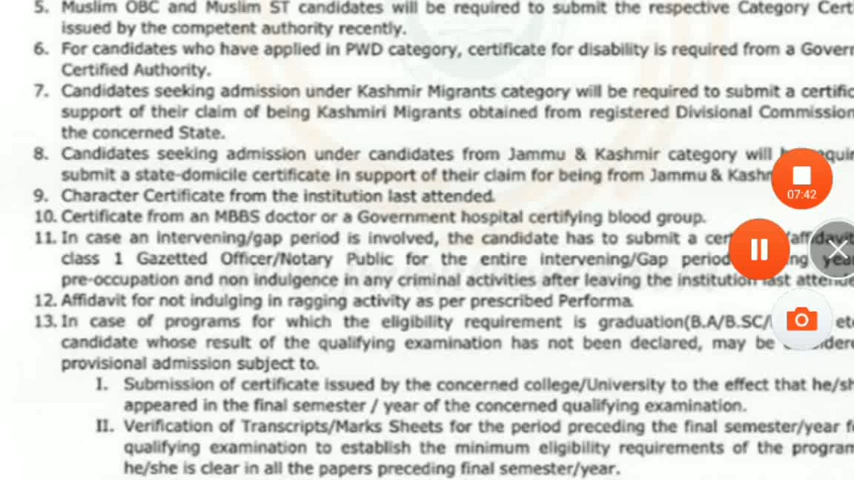 5. Muslim OBC and Muslim ST candidates will be required to submit the respective Category Cert
issued by the competent authority recently.
6. For candidates who have applied in PWD category, certificate for disability is required from a Govern
Certified Authority.
7. Candidates seeking admission under Kashmir Migrants category will be required to submit a certific
support of their claim of being Kashmiri Migrants obtained from registered Divisional Commission
the concerned State.
8. Candidates seeking admission under candidates from Jammu & Kashmir category will
submit a state-domicile certificate in support of their claim for being from Jammu & Kashm
07:42
9. Character Certificate from the institution last attended.
10. Certificate from an MBBS doctor or a Government hospital certifying blood group.
11. In case an intervening/gap period is involved, the candidate has to submit a cer /affidavit
class 1 Gazetted Officer/Notary Public for the entire intervening/Gap period
pre-occupation and non indulgence in any criminal activities after leaving the institution last
12. Affidavit for not indulging in ragging activity as per prescribed Performa.
13. In case of programs for which the eligibility requirement is graduation(B.A/B.SC/ et
candidate whose result of the qualifying examination has not been declared, may be
provisional admission subject to.
I. Submission of certificate issued by the concerned college/University to the effect that he/sh
appeared in the final semester / year of the concerned qualifying examination.
II. Verification of Transcripts/Marks Sheets for the period preceding the final semester/year f
qualifying examination to establish the minimum eligibility requirements of the program
he/she is clear in all the papers preceding final semester/year.